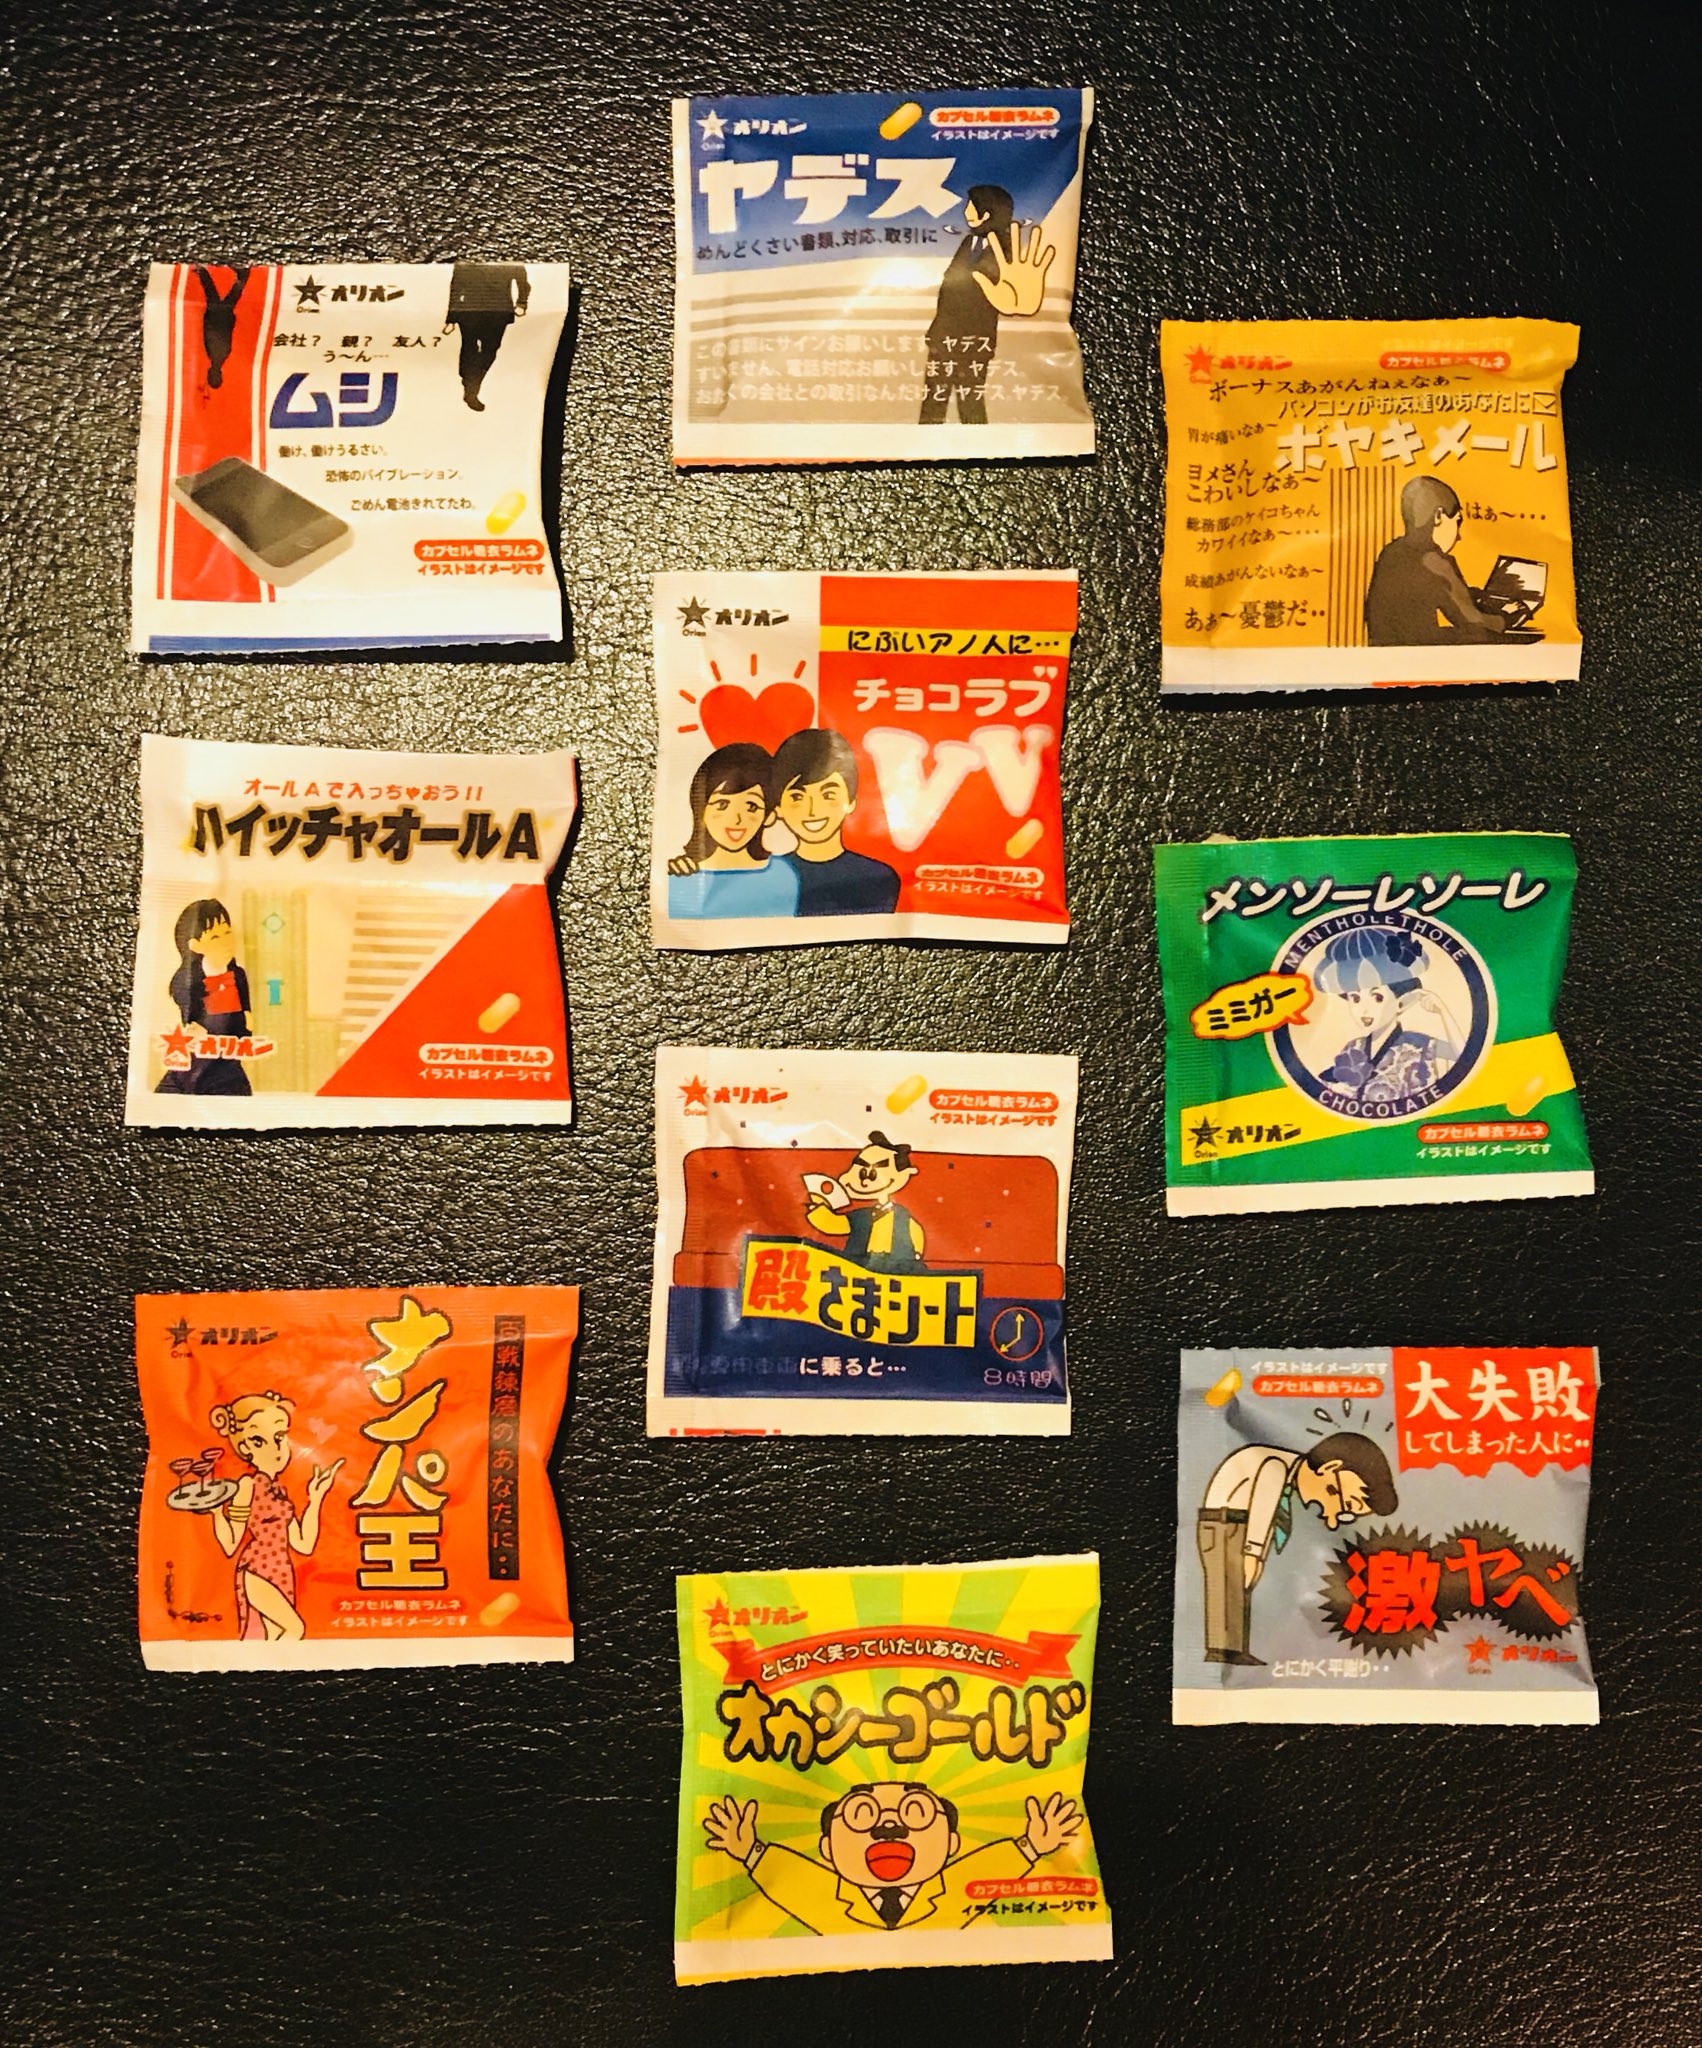 オリオン
Orion
カプセル糖衣ラムネ
イラストはイメージです
ヤデス
めんどくさい書類、対応、取引に
この書類にサインお願いします。ヤデス
すいません、電話対応お願いします。ヤデス。
おたくの会社との取引なんだけど/ヤデス ヤデス。
オリオン
Orion
会社? 親? 友人?
う〜ん…
ムシ
働け、働けうるさい。
恐怖のバイブレーション。
ごめん電池きれてたわ。
カプセル糖衣ラムネ
イラストはイメージです
オリオン
カプセル糖衣ラムネ
ボーナスあがんねぇなぁ〜
パソコンがお友達のあなたに
胃が痛いなぁ〜
ボヤキメール
ヨメさん
こわいしなぁ〜
総務部のケイコちゃん
カワイイなぁ〜…
はぁ〜…
成績あがんないなぁ〜
あぁ〜憂鬱だ‥
オリオン
Orion
にぶいアノ人に…
チョコラブ
VV
カプセル糖衣ラムネ
イラストはイメージです
オールAで入っちゃおう!!
ハイッチャオールA
オリオン
カプセル糖衣ラムネ
イラストはイメージです
メンソーレソーレ
MENTHOLETHOLE
ミミガー
CHOCOLATE
オリオン
Orion
カプセル糖衣ラムネ
イラストはイメージです
オリオン
Orion
カプセル糖衣ラムネ
イラストはイメージです
殿さまシート
に乗ると…
8時間
オリオン
ナンパ王
百戦錬磨のあなたに‥
カプセル糖衣ラムネ
イラストはイメージです
イラストはイメージです
カプセル糖衣ラムネ
大失敗
してしまった人に‥
激ヤベ
オリオン
Orion
とにかく平謝り‥
オリオン
Orion
とにかく笑っていたいあなたに‥
オカシーゴールド
カプセル糖衣ラムネ
イラストはイメージです